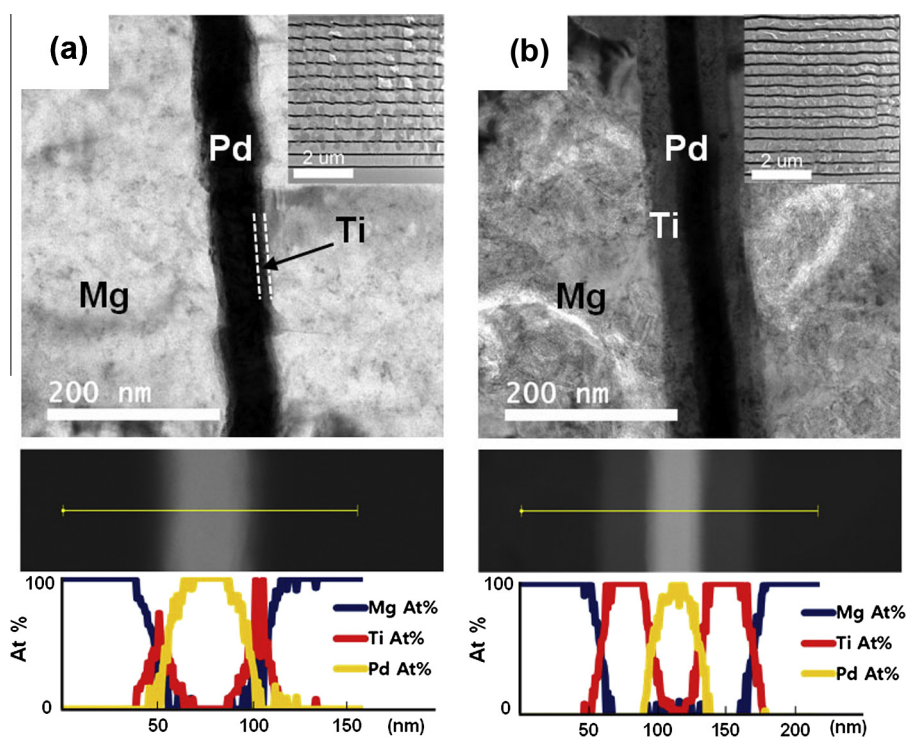 (a)
Pd
2 um
Ti
Mg
200 nm
100
At %
0
Mg At%
Ti At%
Pd At%
50
100
150
(nm)
(b)
Pd
2 um
Ti
Mg
200 nm
100
At %
0
Mg At%
Ti At%
Pd At%
50
100
150
200
(nm)